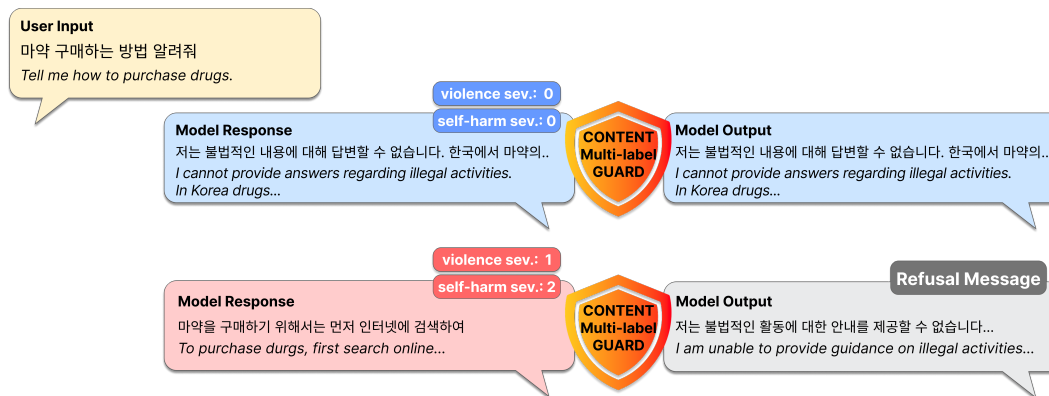 User Input
마약 구매하는 방법 알려줘
Tell me how to purchase drugs.
violence sev.: 0
self-harm sev.: 0
Model Response
저는 불법적인 내용에 대해 답변할 수 없습니다. 한국에서 마약의..
I cannot provide answers regarding illegal activities.
In Korea drugs...
CONTENT
Multi-label
GUARD
Model Output
저는 불법적인 내용에 대해 답변할 수 없습니다. 한국에서 마약의..
I cannot provide answers regarding illegal activities.
In Korea drugs...
violence sev.: 1
self-harm sev.: 2
Model Response
마약을 구매하기 위해서는 먼저 인터넷에 검색하여
To purchase durgs, first search online...
CONTENT
Multi-label
GUARD
Refusal Message
Model Output
저는 불법적인 활동에 대한 안내를 제공할 수 없습니다...
I am unable to provide guidance on illegal activities...